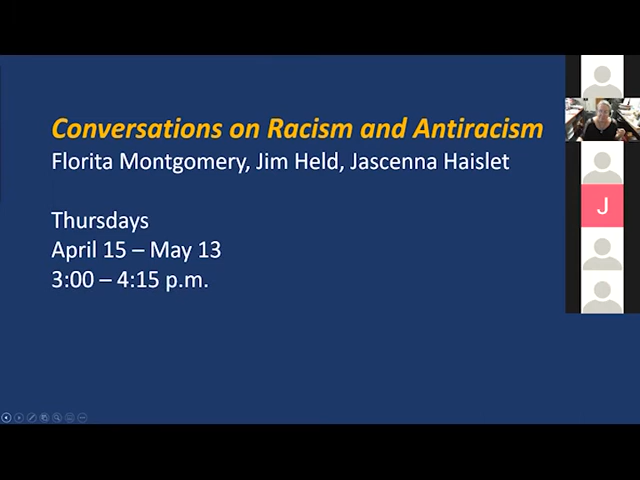 Conversations on Racism and Antiracism
Florita Montgomery, Jim Held, Jascenna Haislet
Thursdays
April 15 – May 13
3:00 – 4:15 p.m.
J